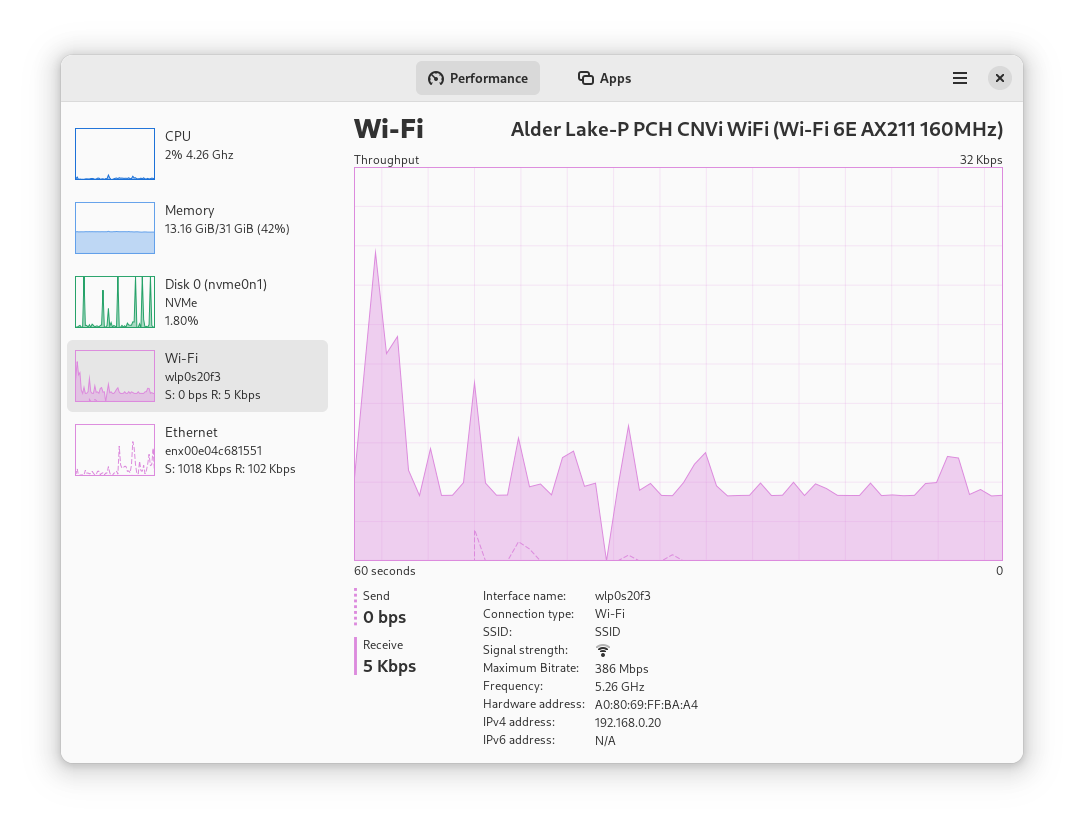 Performance
Apps
CPU
2% 4.26 Ghz
Memory
13.16 GiB/31 GiB (42%)
Disk 0 (nvme0n1)
NVMe
1.80%
Wi-Fi
wlp0s20f3
S: 0 bps R: 5 Kbps
Ethernet
enx00e04c681551
S: 1018 Kbps R: 102 Kbps
Wi-Fi
Alder Lake-P PCH CNVi WiFi (Wi-Fi 6E AX211 160MHz)
Throughput
32 Kbps
60 seconds
0
Send
0 bps
Receive
5 Kbps
Interface name: wlp0s20f3
Connection type: Wi-Fi
SSID: SSID
Signal strength:
Maximum Bitrate: 386 Mbps
Frequency: 5.26 GHz
Hardware address: A0:80:69:FF:BA:A4
IPv4 address: 192.168.0.20
IPv6 address: N/A